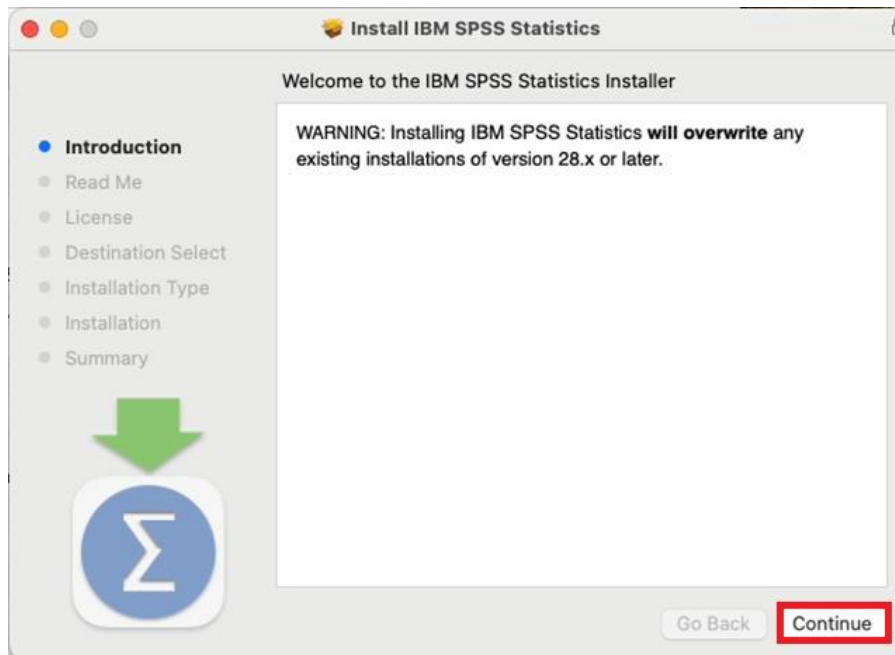 Install IBM SPSS Statistics
Welcome to the IBM SPSS Statistics Installer
Introduction
Read Me
License
Destination Select
Installation Type
Installation
Summary
WARNING: Installing IBM SPSS Statistics will overwrite any
existing installations of version 28.x or later.
Σ
Go Back
Continue